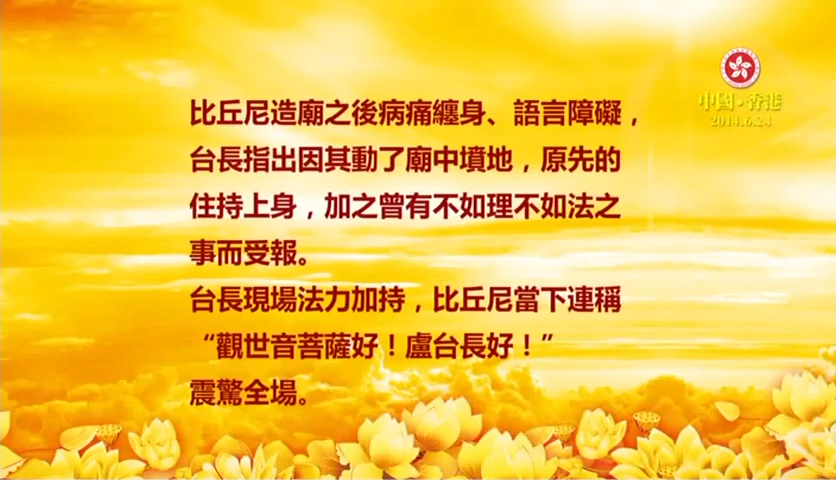 比丘尼造廟之後病痛纏身、語言障礙，
台長指出因其動了廟中墳地，原先的
住持上身，加之曾有不如理不如法之
事而受報。
台長現場法力加持，比丘尼當下連稱
“觀世音菩薩好！盧台長好！”
震驚全場。
中國·香港
2014.6.24